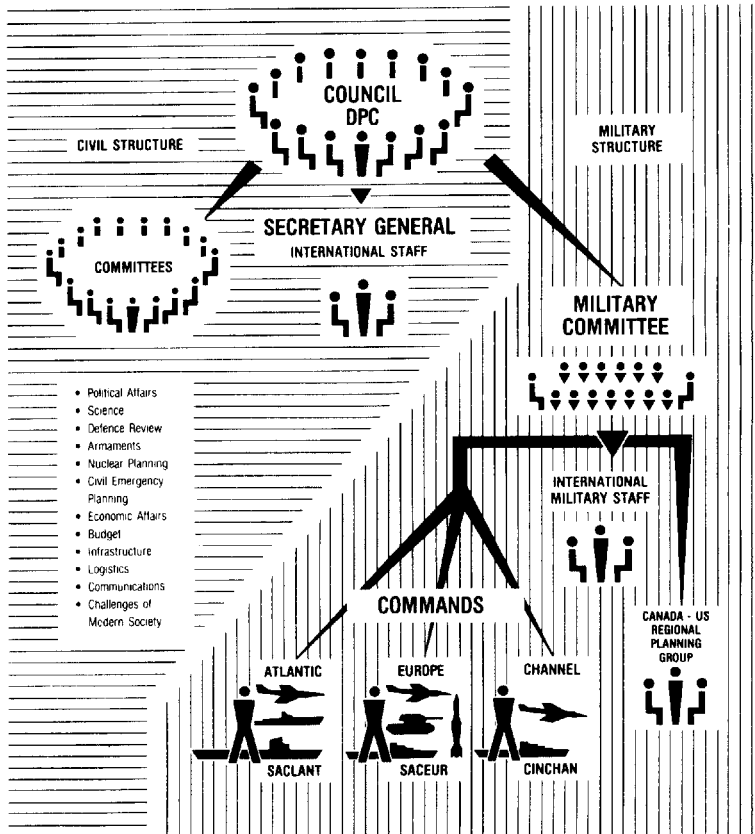 COUNCIL
DPC
CIVIL STRUCTURE
MILITARY
STRUCTURE
SECRETARY GENERAL
INTERNATIONAL STAFF
COMMITTEES
MILITARY
COMMITTEE
• Political Affairs
• Science
• Defence Review
• Armaments
• Nuclear Planning
• Civil Emergency
Planning
• Economic Affairs
• Budget
• Infrastructure
• Logistics
• Communications
• Challenges of
Modern Society
INTERNATIONAL
MILITARY STAFF
COMMANDS
CANADA - US
REGIONAL
PLANNING
GROUP
ATLANTIC
EUROPE
CHANNEL
SACLANT
SACEUR
CINCHAN